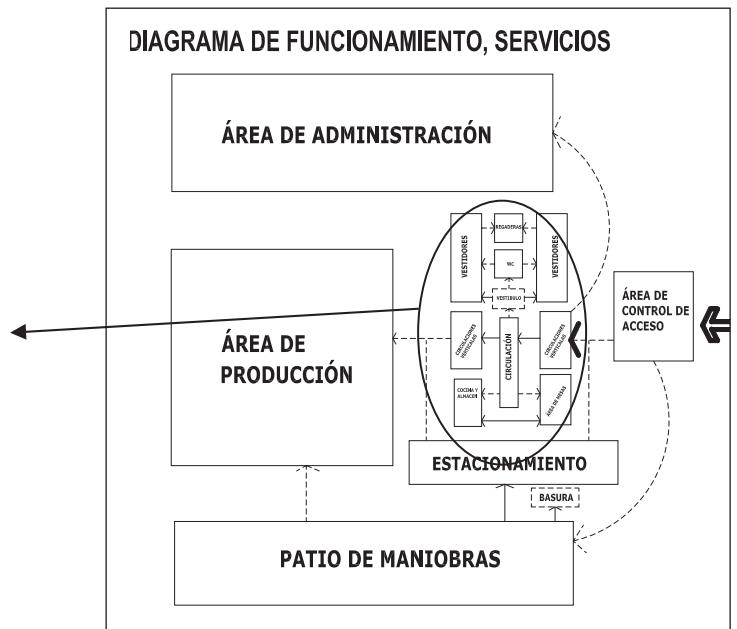 DIAGRAMA DE FUNCIONAMIENTO, SERVICIOS
ÁREA DE ADMINISTRACIÓN
VESTIDORES
REGADERAS
VESTIDORES
WC
VESTIBULO
ÁREA DE
CONTROL DE
ACCESO
ÁREA DE
PRODUCCIÓN
CIRCULACIONES
VERTICALES
CIRCULACIÓN
CIRCULACIONES
VERTICALES
COCINA Y
ALMACEN
ÁREA DE MESAS
ESTACIONAMIENTO
BASURA
PATIO DE MANIOBRAS